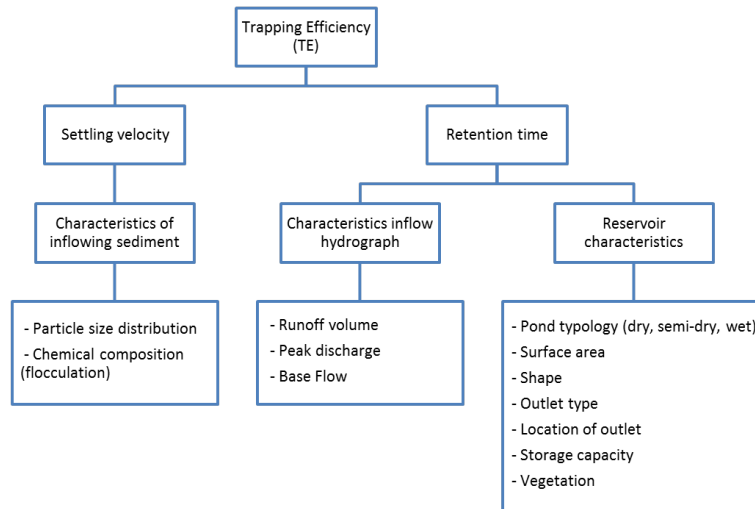 Trapping Efficiency
(TE)
Settling velocity
Retention time
Characteristics of
inflowing sediment
Characteristics inflow
hydrograph
Reservoir
characteristics
- Particle size distribution
- Chemical composition
(flocculation)
- Runoff volume
- Peak discharge
- Base Flow
- Pond typology (dry, semi-dry, wet)
- Surface area
- Shape
- Outlet type
- Location of outlet
- Storage capacity
- Vegetation